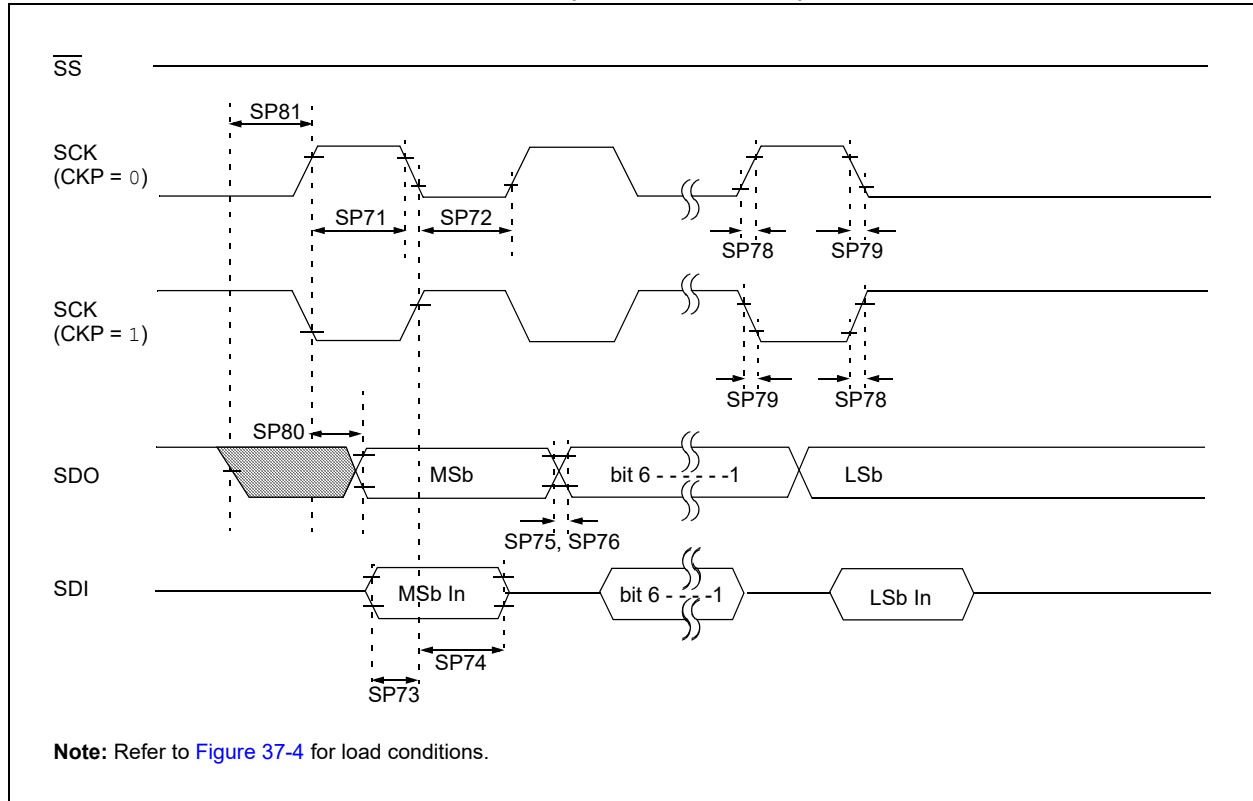 SS
SP81
SCK
(CKP = 0)
SP71
SP72
SP78
SP79
SCK
(CKP = 1)
SP79
SP78
SP80
SDO
MSb
bit 6 - - - - - -1
LSb
SP75, SP76
SDI
MSb In
bit 6 - - - -1
LSb In
SP74
SP73
Note: Refer to Figure 37-4 for load conditions.